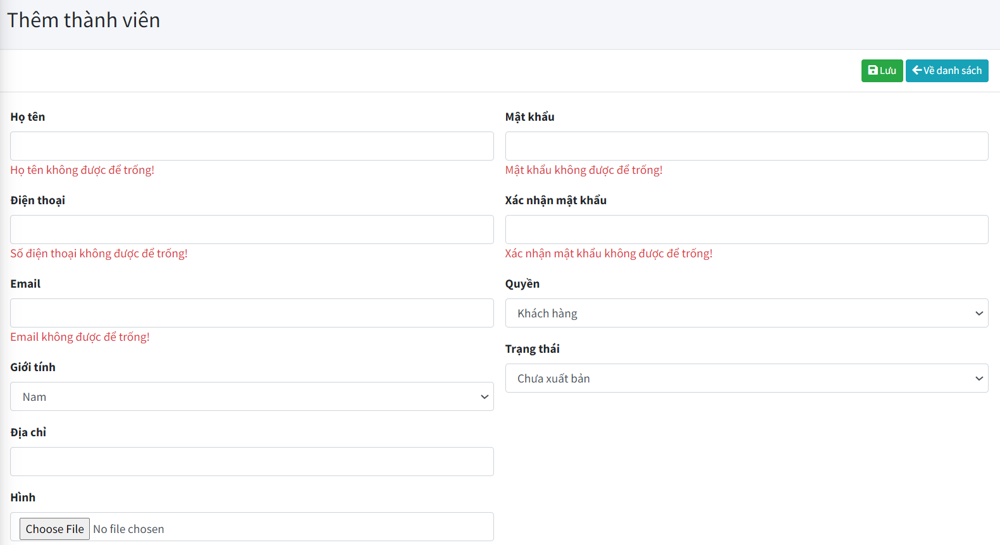 Thêm thành viên
Lưu
Về danh sách
Họ tên
Họ tên không được để trống!
Điện thoại
Số điện thoại không được để trống!
Email
Email không được để trống!
Giới tính
Nam
Địa chỉ
Hình
Choose File No file chosen
Mật khẩu
Mật khẩu không được để trống!
Xác nhận mật khẩu
Xác nhận mật khẩu không được để trống!
Quyền
Khách hàng
Trạng thái
Chưa xuất bản